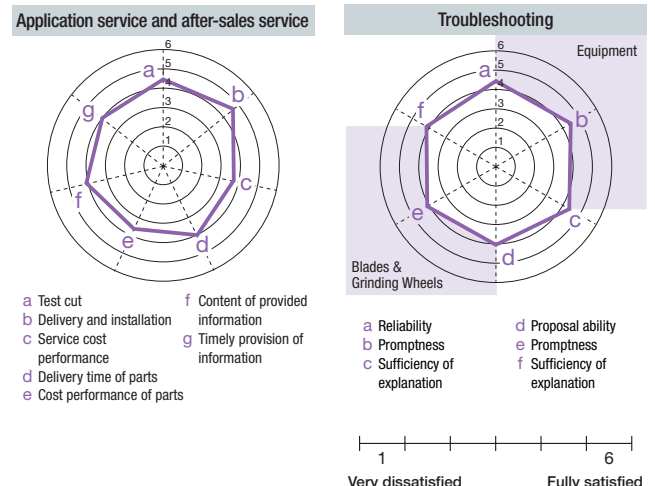 Application service and after-sales service
6
5
4
3
2
1
a
b
c
d
e
f
g
a Test cut
b Delivery and installation
c Service cost
performance
d Delivery time of parts
e Cost performance of parts
f Content of provided
information
g Timely provision of
information
Troubleshooting
Equipment
6
5
4
3
2
1
a
b
c
d
e
f
Blades &
Grinding Wheels
a Reliability
b Promptness
c Sufficiency of
explanation
d Proposal ability
e Promptness
f Sufficiency of
explanation
1 6
Very dissatisfied Fully satisfied